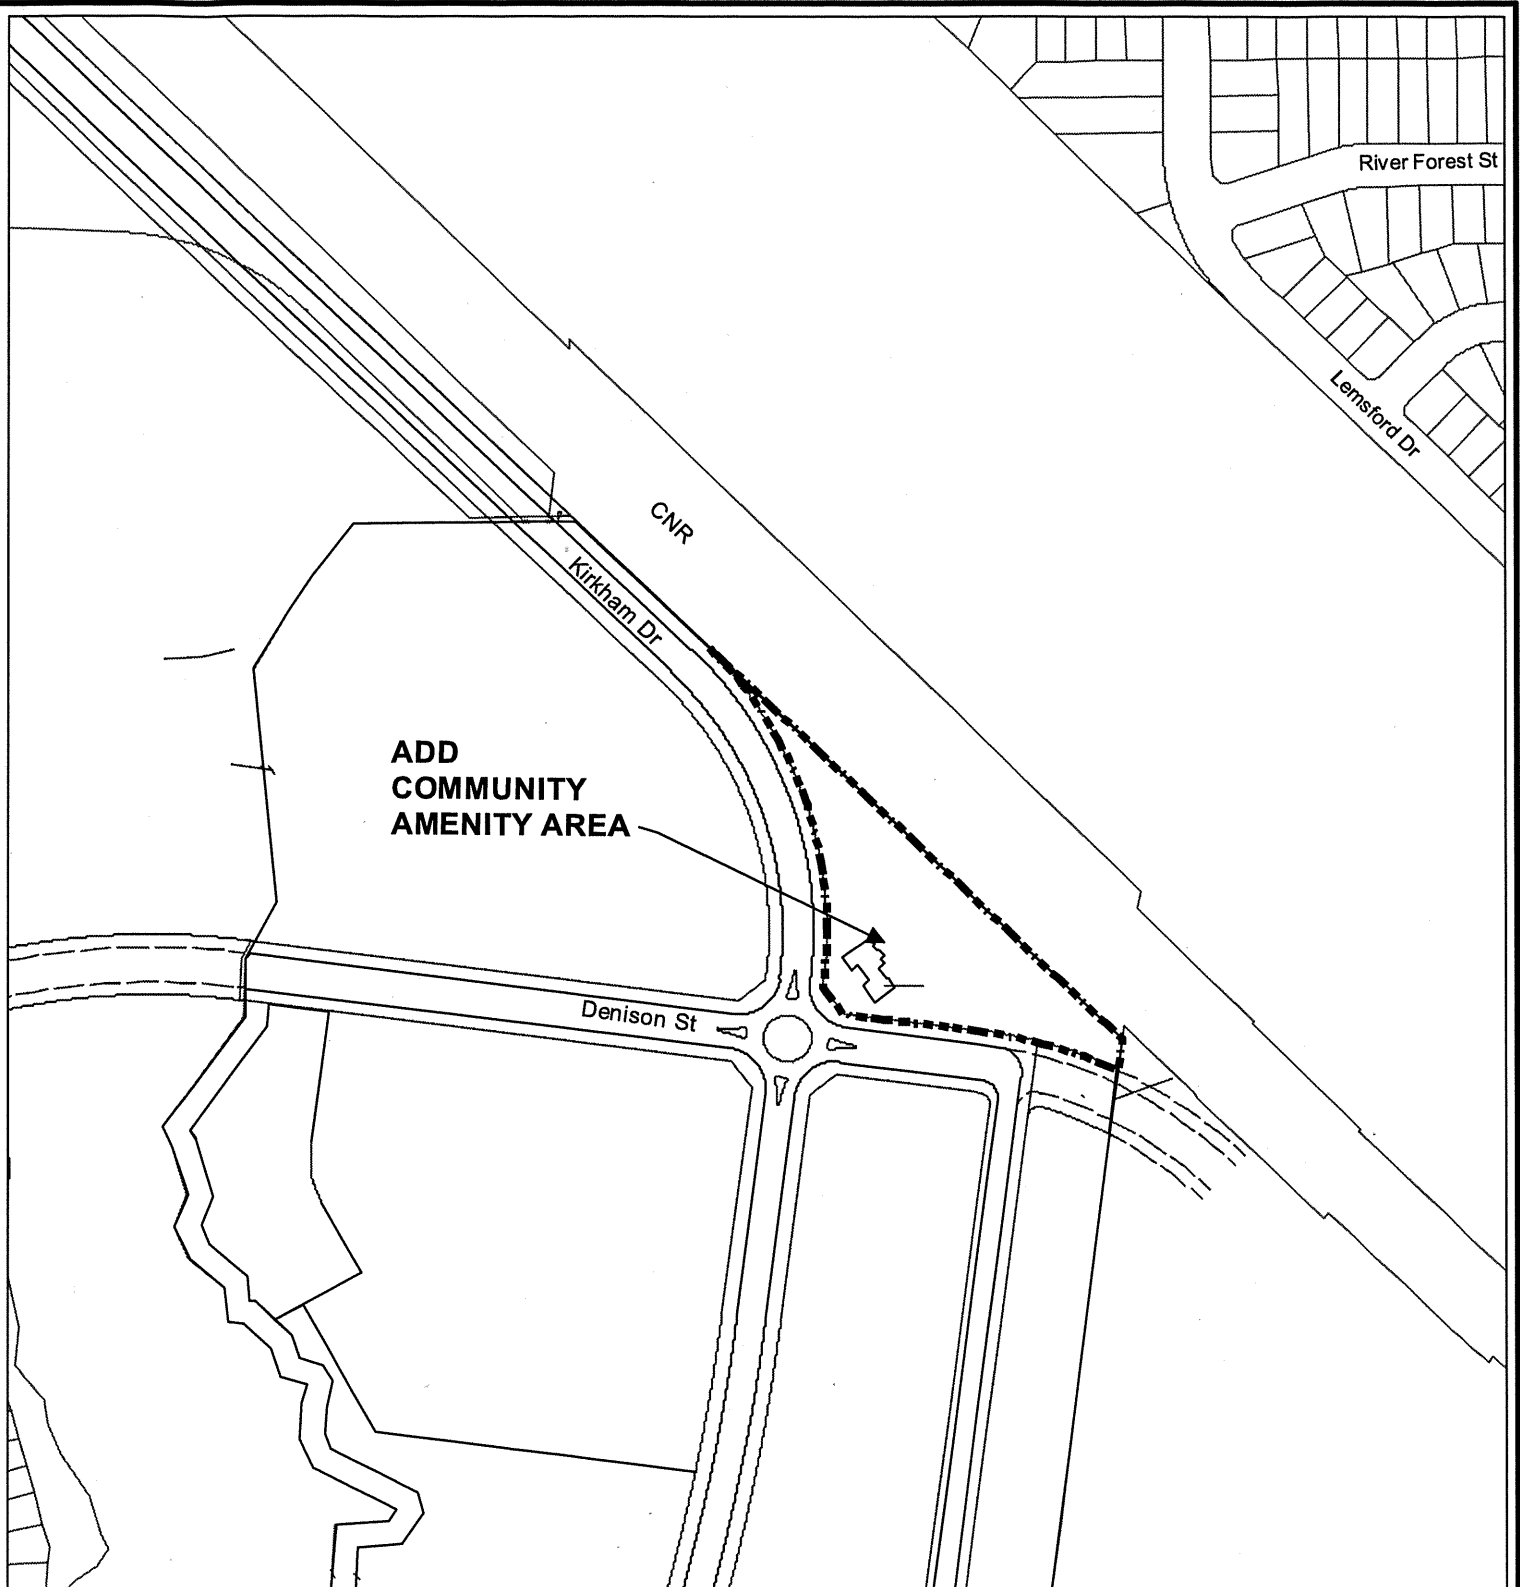 River Forest St
Lemsford Dr
CNR
Kirkham Dr
ADD
COMMUNITY
AMENITY AREA
Denison St